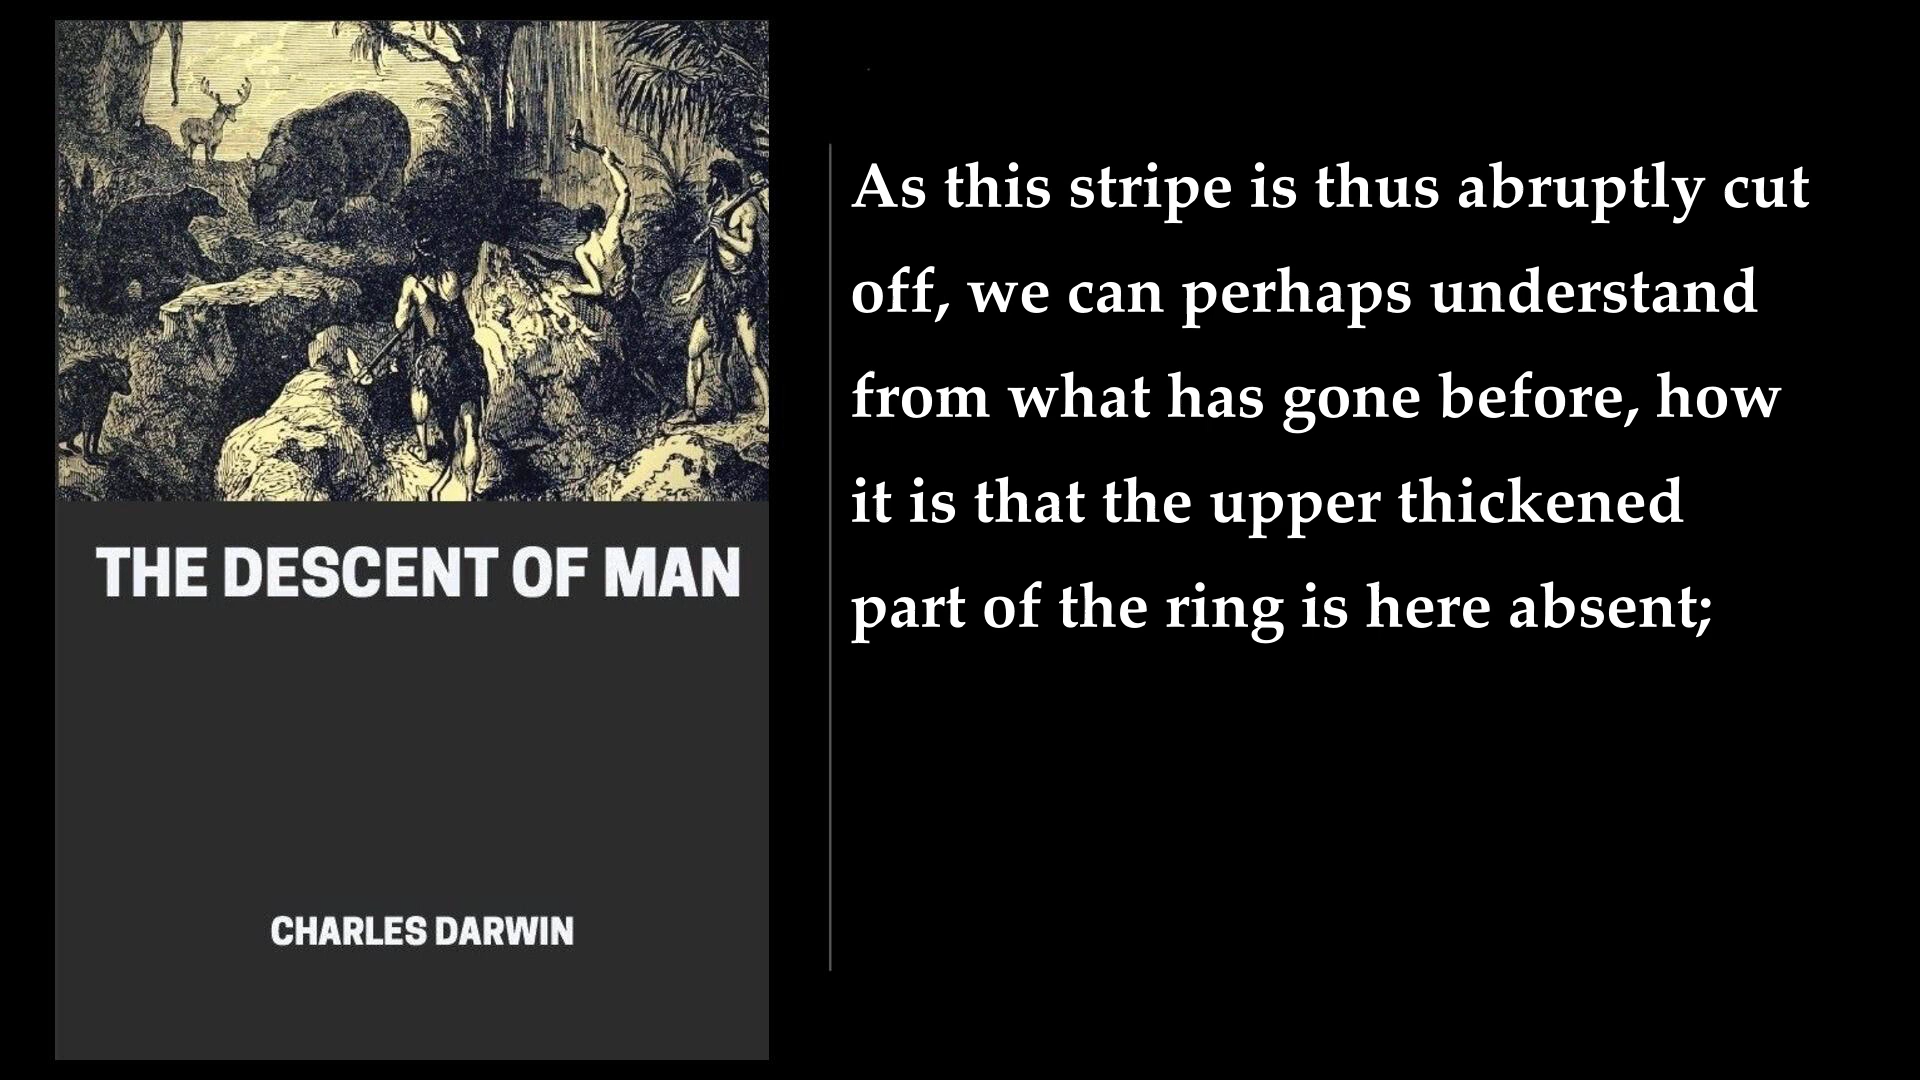 THE DESCENT OF MAN
CHARLES DARWIN
As this stripe is thus abruptly cut
off, we can perhaps understand
from what has gone before, how
it is that the upper thickened
part of the ring is here absent;